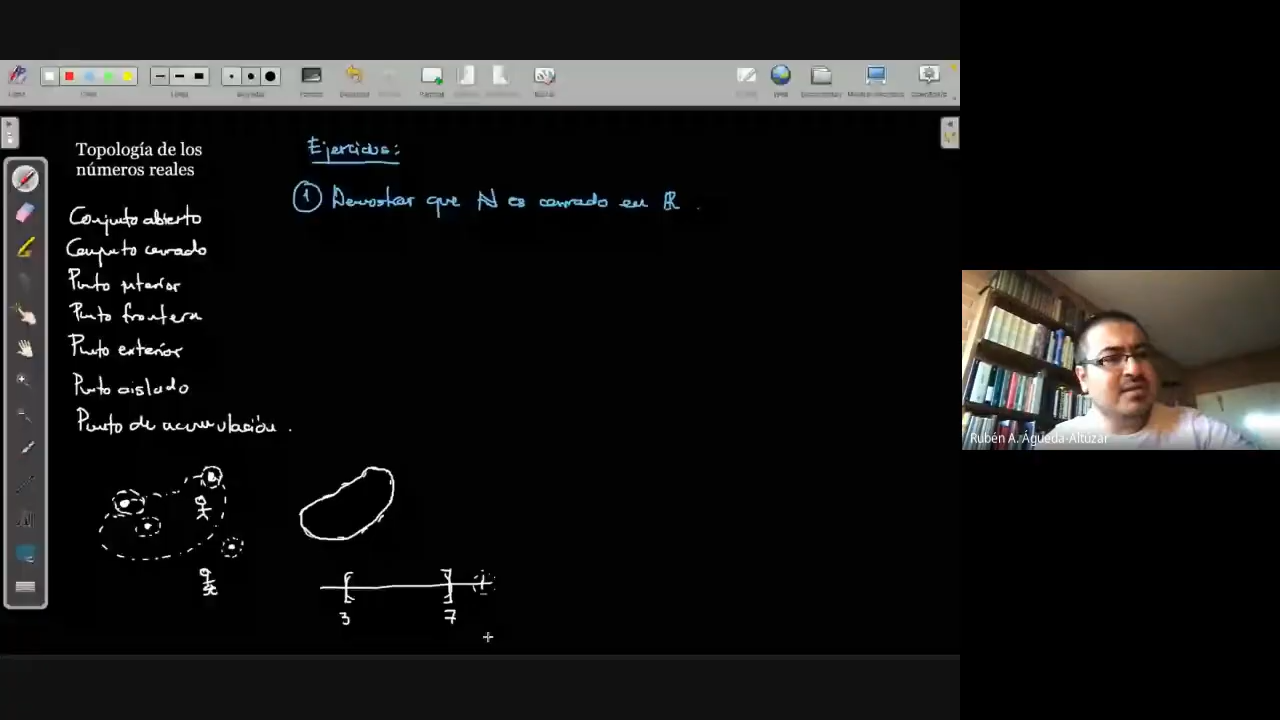 Topología de los
números reales
Conjunto abierto
Conjunto cerrado
Punto interior
Punto frontera
Punto exterior
Punto aislado
Punto de acumulación.
Ejercicios:
① Demostrar que ℕ es cerrado en ℝ.
3
7
Rubén A. Águeda-Altúzar